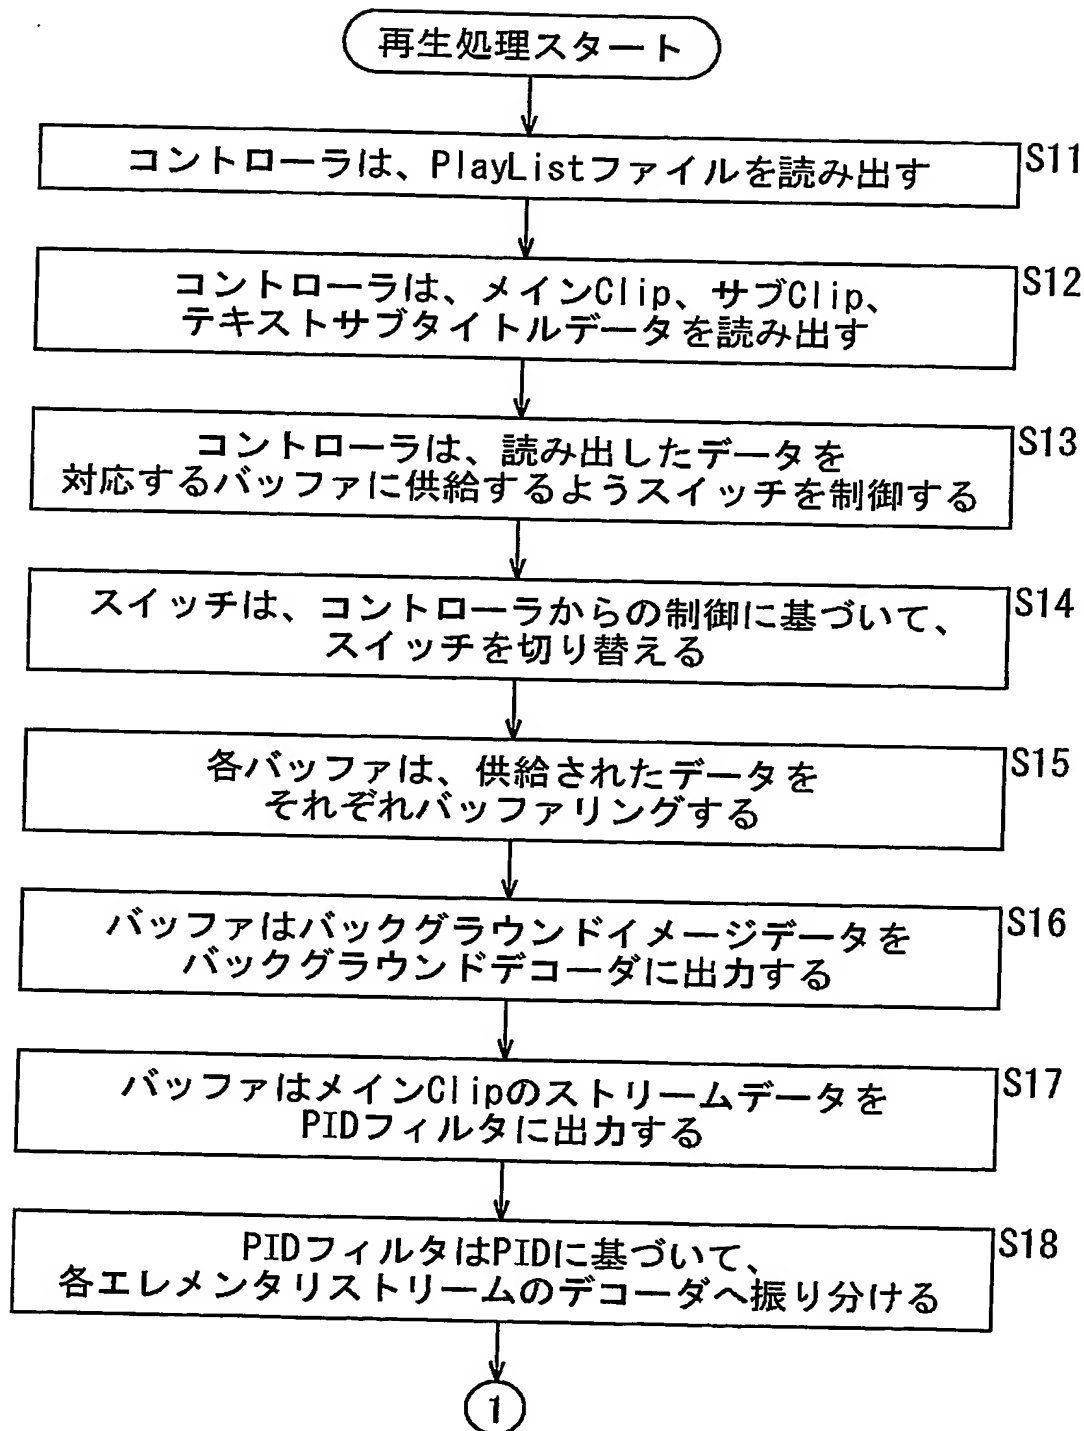 再生処理スタート
コントローラは、PlayListファイルを読み出す
S11
コントローラは、メインClip、サブClip、
テキストサブタイトルデータを読み出す
S12
コントローラは、読み出したデータを
対応するバッファに供給するようスイッチを制御する
S13
スイッチは、コントローラからの制御に基づいて、
スイッチを切り替える
S14
各バッファは、供給されたデータを
それぞれバッファリングする
S15
バッファはバックグラウンドイメージデータを
バックグラウンドデコーダに出力する
S16
バッファはメインClipのストリームデータを
PIDフィルタに出力する
S17
PIDフィルタはPIDに基づいて、
各エレメンタリストリームのデコーダへ振り分ける
S18
1